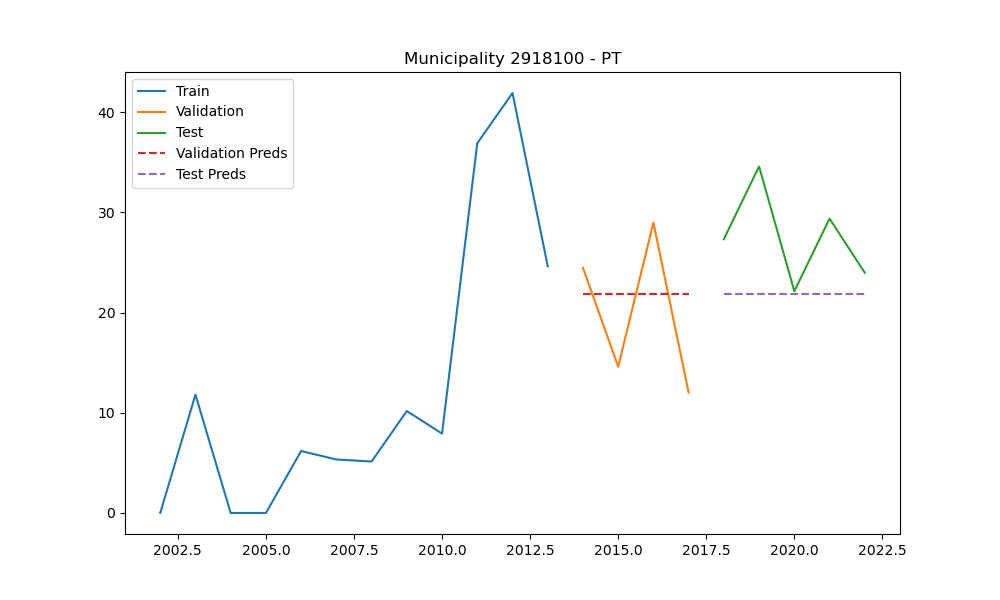 Municipality 2918100 - PT
Train
Validation
Test
Validation Preds
Test Preds
40
30
20
10
0
2002.5 2005.0 2007.5 2010.0 2012.5 2015.0 2017.5 2020.0 2022.5